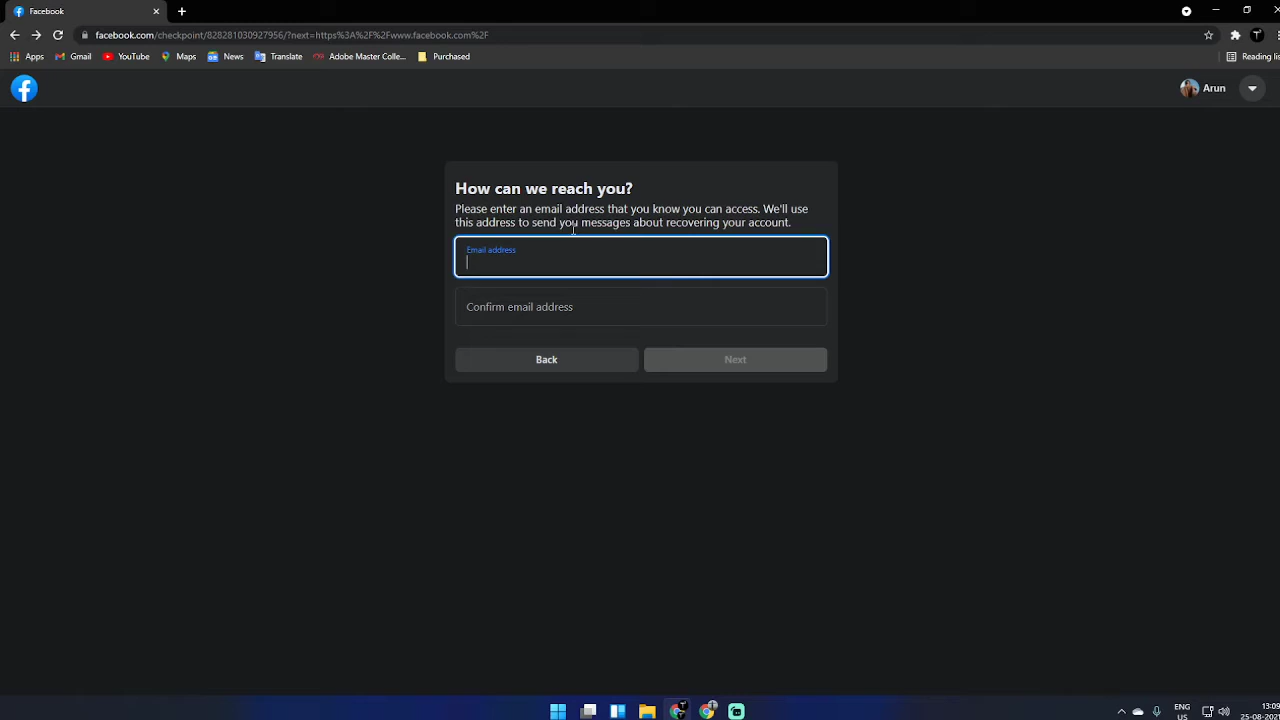 Facebook
facebook.com/checkpoint/828281030927956/?next=https%3A%2F%2Fwww.facebook.com%2F
Apps Gmail YouTube Maps News Translate Adobe Master Colle... Purchased Reading list
Arun
How can we reach you?
Please enter an email address that you know you can access. We'll use
this address to send you messages about recovering your account.
Email address
Confirm email address
Back Next
ENG
US